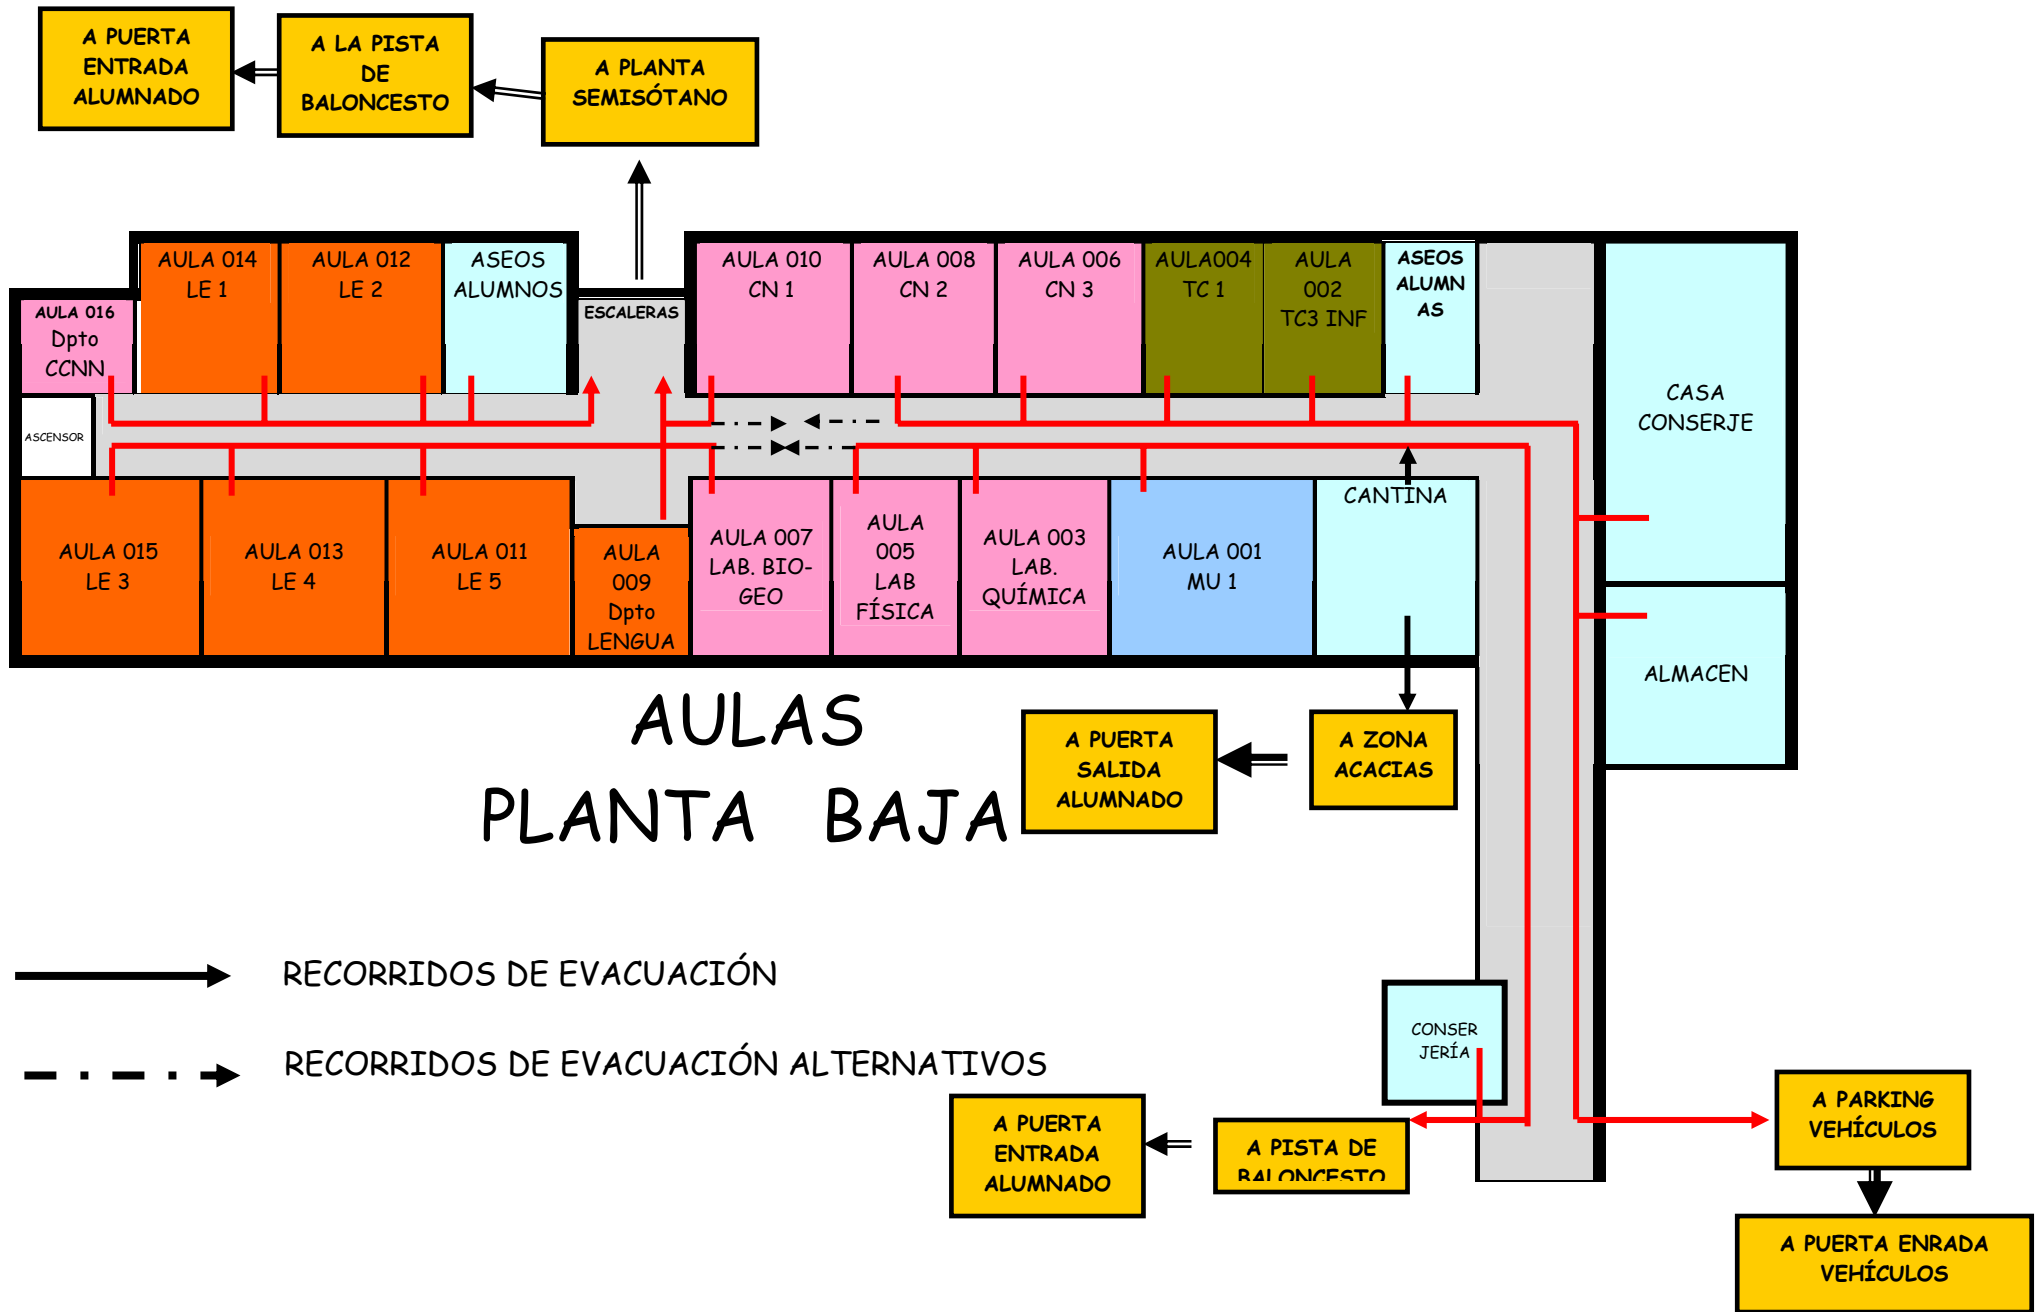 A PUERTA
ENTRADA
ALUMNADO
A LA PISTA
DE
BALONCESTO
A PLANTA
SEMISÓTANO
AULA 016
Dpto
CCNN
AULA 014
LE 1
AULA 012
LE 2
ASEOS
ALUMNOS
ESCALERAS
AULA 010
CN 1
AULA 008
CN 2
AULA 006
CN 3
AULA004
TC 1
AULA
002
TC3 INF
ASEOS
ALUMN
AS
CASA
CONSERJE
ASCENSOR
AULA 015
LE 3
AULA 013
LE 4
AULA 011
LE 5
AULA
009
Dpto
LENGUA
AULA 007
LAB. BIO-
GEO
AULA
005
LAB
FÍSICA
AULA 003
LAB.
QUÍMICA
AULA 001
MU 1
CANTINA
ALMACEN
AULAS
PLANTA BAJA
A PUERTA
SALIDA
ALUMNADO
A ZONA
ACACIAS
RECORRIDOS DE EVACUACIÓN
RECORRIDOS DE EVACUACIÓN ALTERNATIVOS
CONSER
JERÍA
A PUERTA
ENTRADA
ALUMNADO
A PISTA DE
BALONCESTO
A PARKING
VEHÍCULOS
A PUERTA ENRADA
VEHÍCULOS